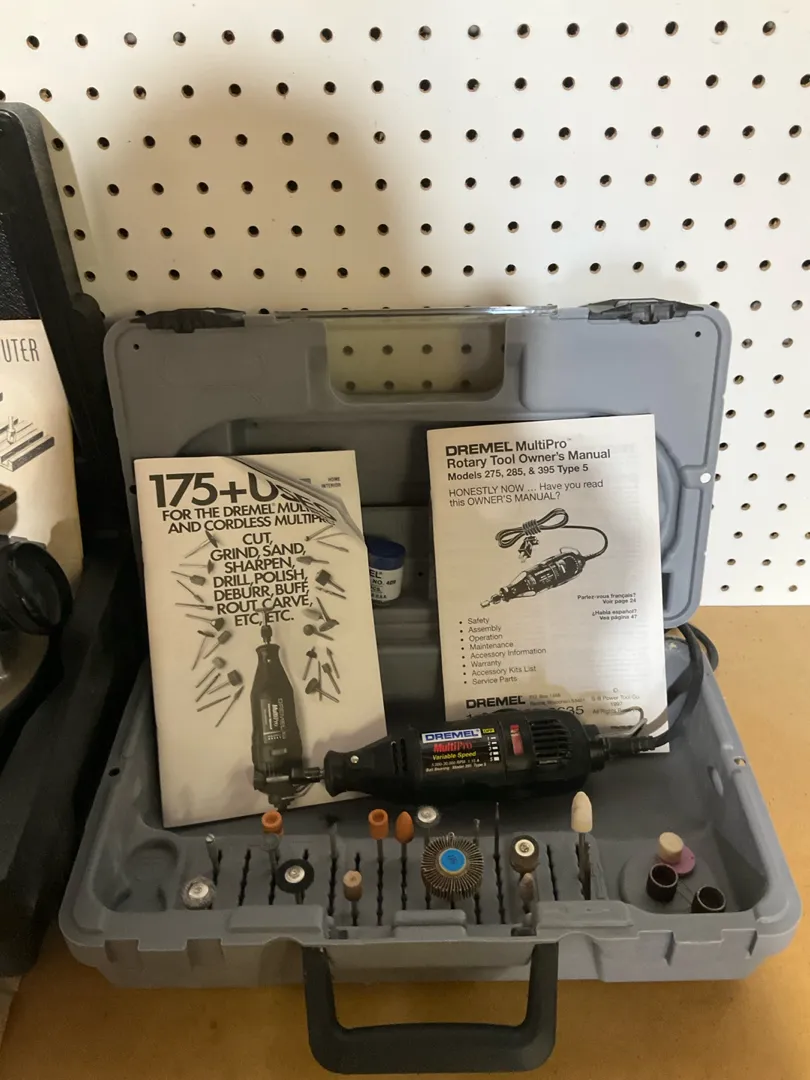 UTER
175+
FOR THE DREMEL
AND CORDLESS
HOME
CUT,
GRIND, SAND,
SHARPEN,
DRILL, POLISH,
DEBURR, BUFF,
ROUT, CARVE,
ETC, ETC.
DREMEL
MultiPro
DREMEL MultiPro™
Rotary Tool Owner's Manual
Models 275, 285, & 395 Type 5
HONESTLY NOW ... Have you read
this OWNER'S MANUAL?
Parlez-vous français?
Voir page 24
¿Habla español?
Vea página 47
• Safety
• Assembly
• Operation
• Maintenance
• Accessory Information
• Warranty
• Accessory Kits List
• Service Parts
DREMEL
DREMEL
MultiPro
Variable Speed